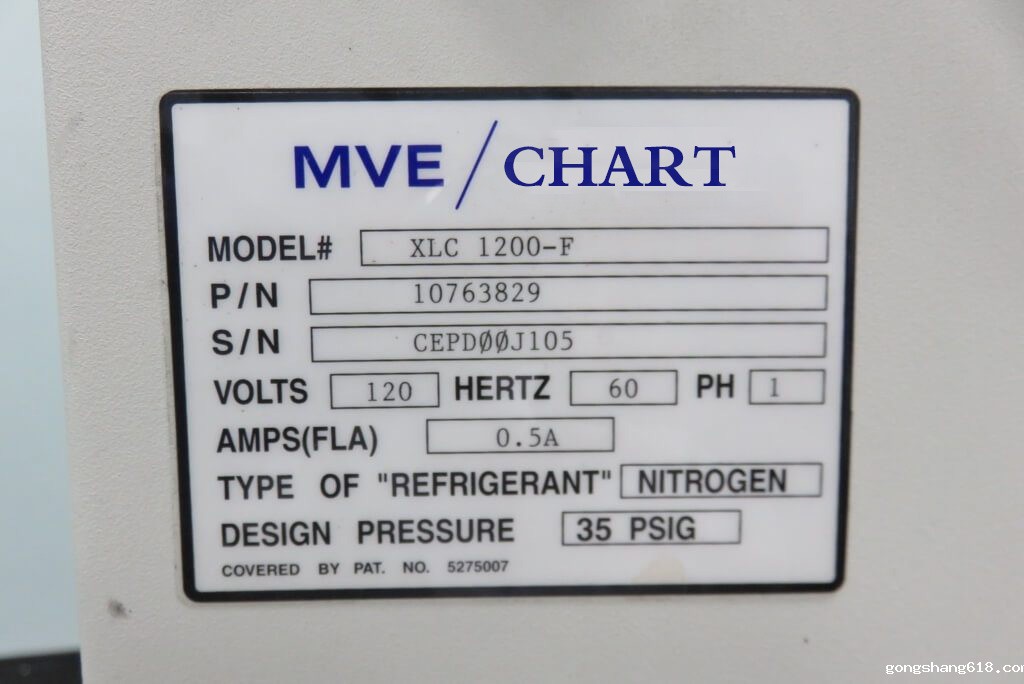 MVE/CHART
MODEL# XLC 1200-F
P/N 10763829
S/N CEPDØØJ105
VOLTS 120 HERTZ 60 PH 1
AMPS(FLA) 0.5A
TYPE OF "REFRIGERANT" NITROGEN
DESIGN PRESSURE 35 PSIG
COVERED BY PAT. NO. 5275007
gongshang618.com